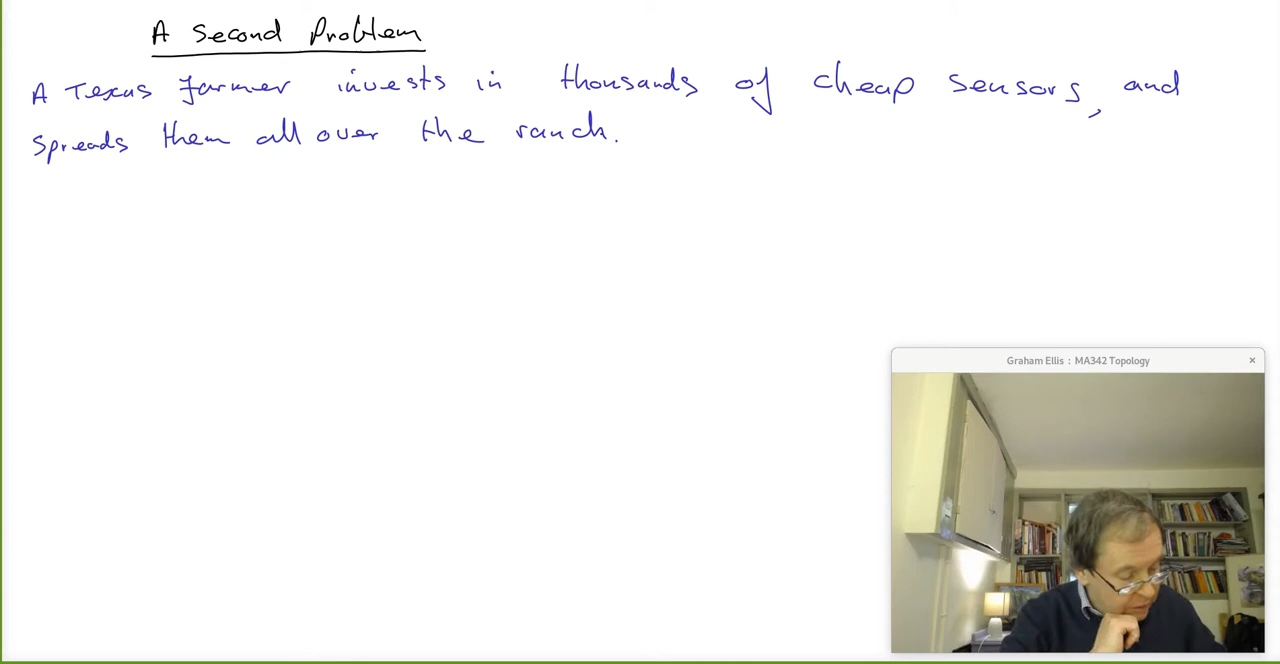 A Second Problem
A Texas farmer invests in thousands of cheap sensors, and
spreads them all over the ranch.
Graham Ellis : MA342 Topology